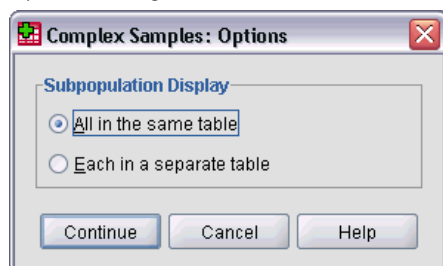 Complex Samples: Options
Subpopulation Display
All in the same table
Each in a separate table
Continue Cancel Help